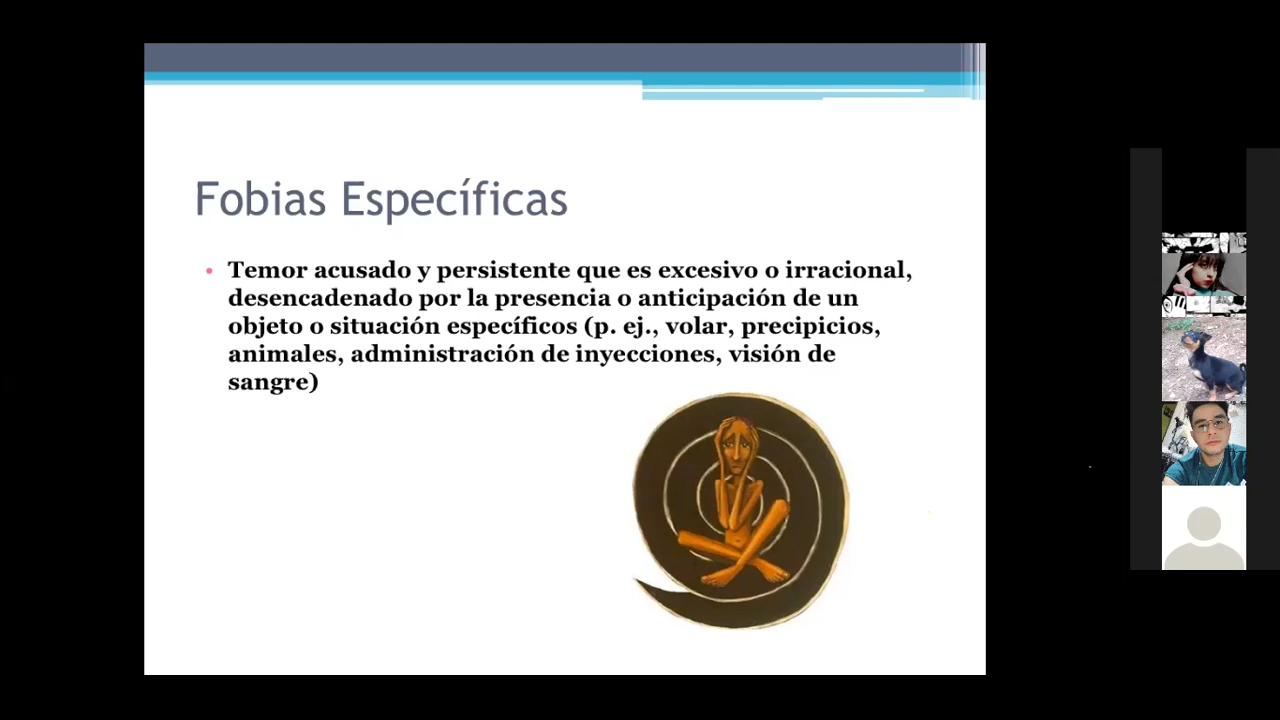 Fobias Específicas
• Temor acusado y persistente que es excesivo o irracional,
desencadenado por la presencia o anticipación de un
objeto o situación específicos (p. ej., volar, precipicios,
animales, administración de inyecciones, visión de
sangre)